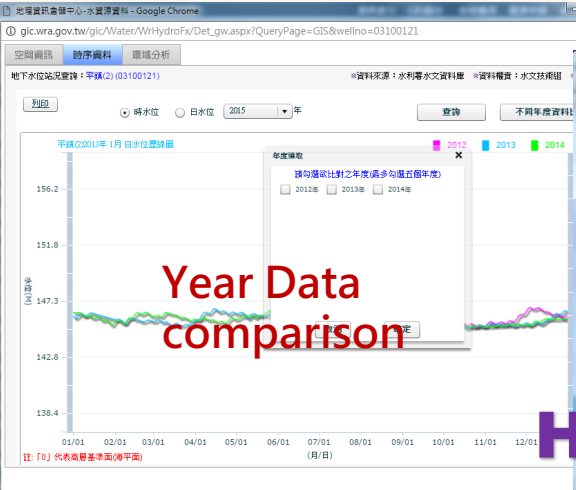 地理資訊倉儲中心-水資源資料 - Google Chrome
gic.wra.gov.tw/gic/Water/WrHydroFx/Det_gw.aspx?QueryPage=GIS&wellno=03100121
空間資訊 時序資料 環域分析
地下水位站況查詢：平鎮(2) (03100121) ※資料來源：水利署水文資料庫 ※資料權責：水文技術組
列印 時水位 日水位 2015 年 查詢 不同年度資料
平鎮(2)2013年 1月 日水位歷線圖 2012 2013 2014
年度擷取
請勾選欲比對之年度(最多勾選五個年度)
2012年 2013年 2014年
156.2
151.8
水位(M)
147.3
142.8
138.4
Year Data
comparison
01/01 02/01 03/01 04/01 05/01 06/01 07/01 08/01 09/01 10/01 11/01 12/01
(月/日)
註:「0」代表高層基準面(海平面)
H